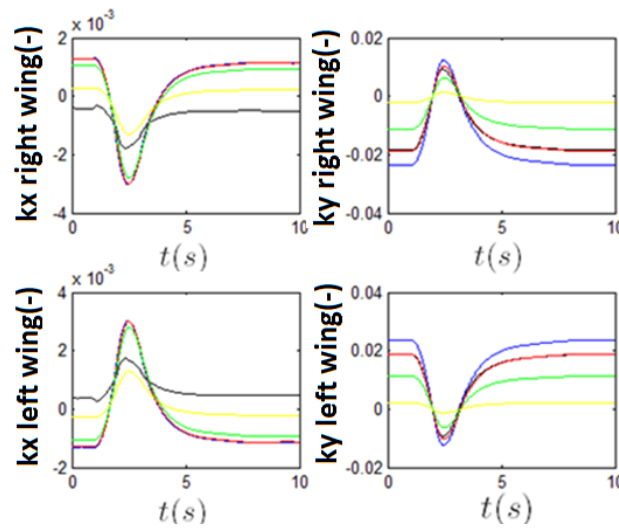 x 10⁻³
2
0
-2
-4
kx right wing(-)
0 5 10
t(s)
0.02
0
-0.02
-0.04
ky right wing(-)
0 5 10
t(s)
x 10⁻³
4
2
0
-2
kx left wing(-)
0 5 10
t(s)
0.04
0.02
0
-0.02
ky left wing(-)
0 5 10
t(s)